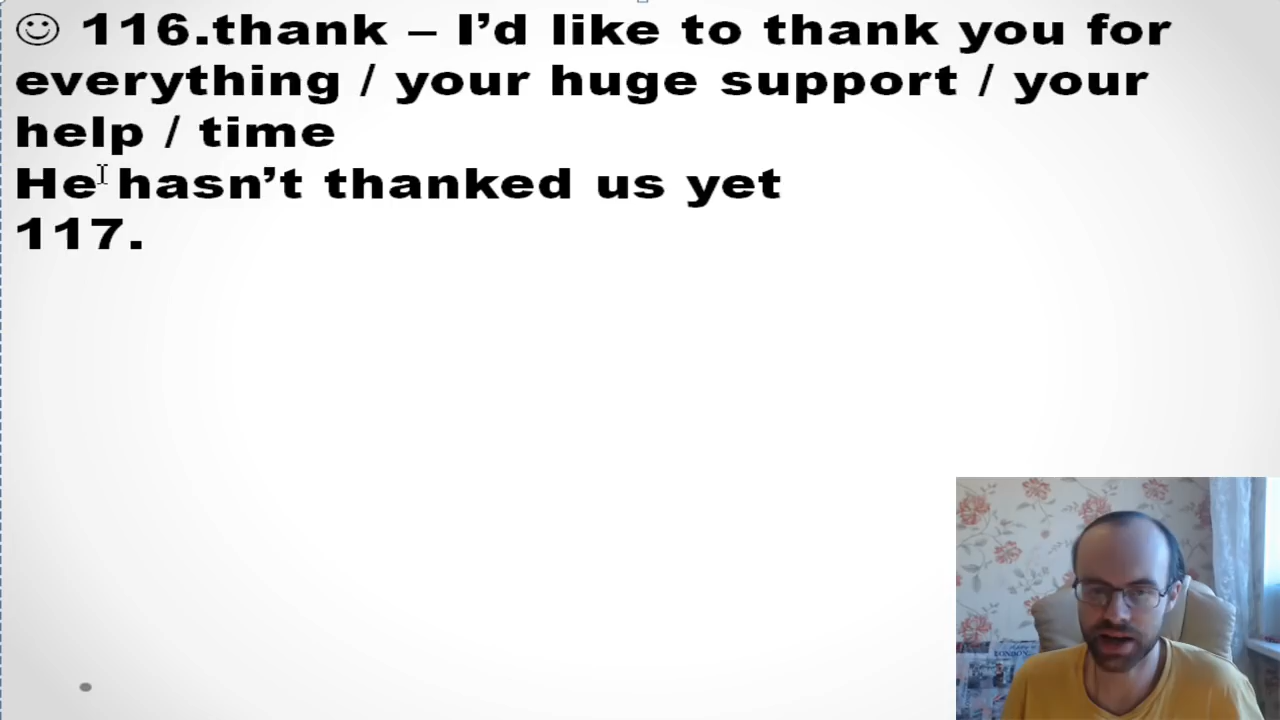 ☺ 116.thank – I’d like to thank you for
everything / your huge support / your
help / time
He hasn’t thanked us yet
117.
LONDON